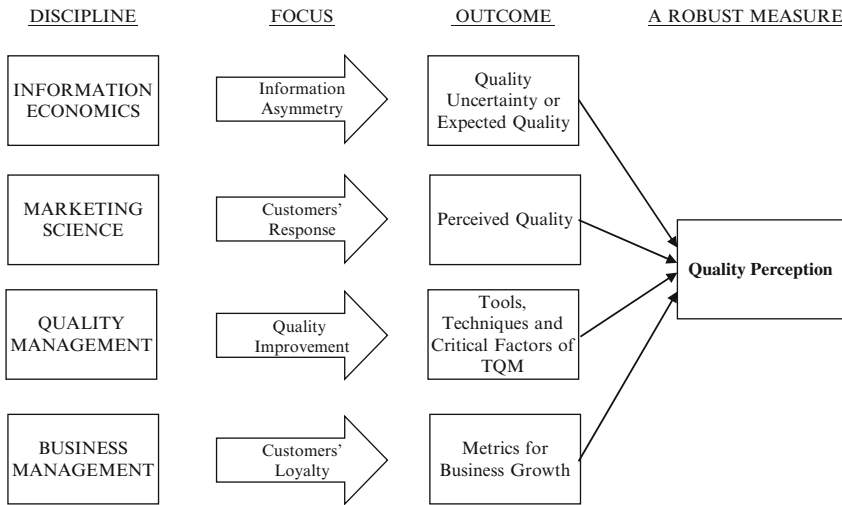 DISCIPLINE
FOCUS
OUTCOME
A ROBUST MEASURE
INFORMATION
ECONOMICS
Information
Asymmetry
Quality
Uncertainty or
Expected Quality
MARKETING
SCIENCE
Customers'
Response
Perceived Quality
Quality Perception
QUALITY
MANAGEMENT
Quality
Improvement
Tools,
Techniques and
Critical Factors of
TQM
BUSINESS
MANAGEMENT
Customers'
Loyalty
Metrics for
Business Growth